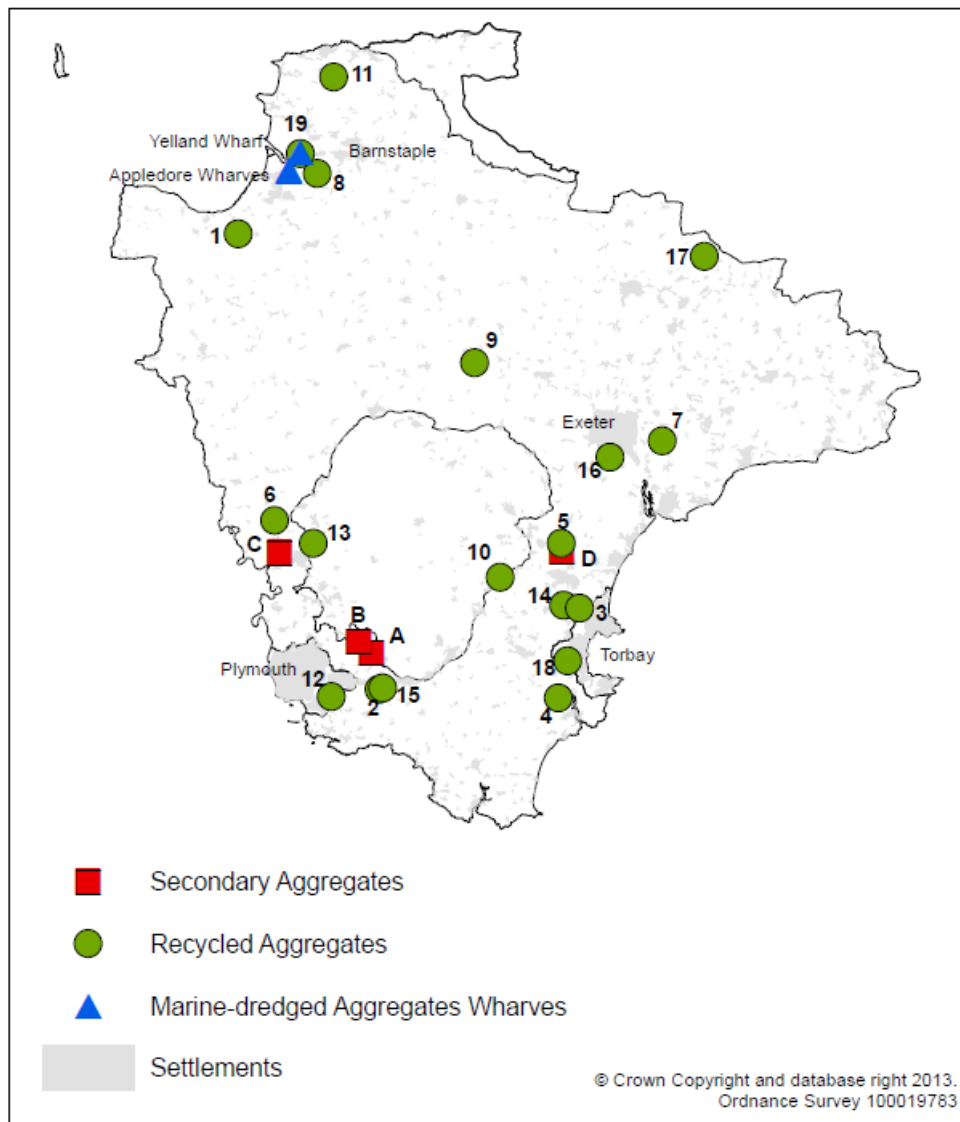 11
19
Yelland Wharf
Barnstaple
Appledore Wharves
8
1
17
9
Exeter
7
16
6
5
13
C
D
10
14
3
B
A
Torbay
18
Plymouth
12
15
2
4
Secondary Aggregates
Recycled Aggregates
Marine-dredged Aggregates Wharves
Settlements
© Crown Copyright and database right 2013.
Ordnance Survey 100019783